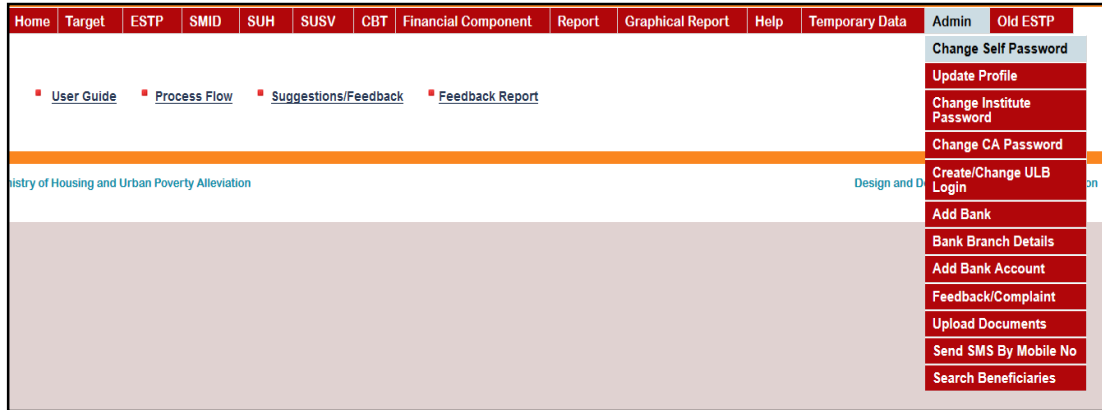 Home Target ESTP SMID SUH SUSV CBT Financial Component Report Graphical Report Help Temporary Data Admin Old ESTP
Change Self Password
Update Profile
User Guide Process Flow Suggestions/Feedback Feedback Report
Change Institute
Password
Change CA Password
Create/Change ULB
Login
of Housing and Urban Poverty Alleviation Design and
Add Bank
Bank Branch Details
Add Bank Account
Feedback/Complaint
Upload Documents
Send SMS By Mobile No
Search Beneficiaries